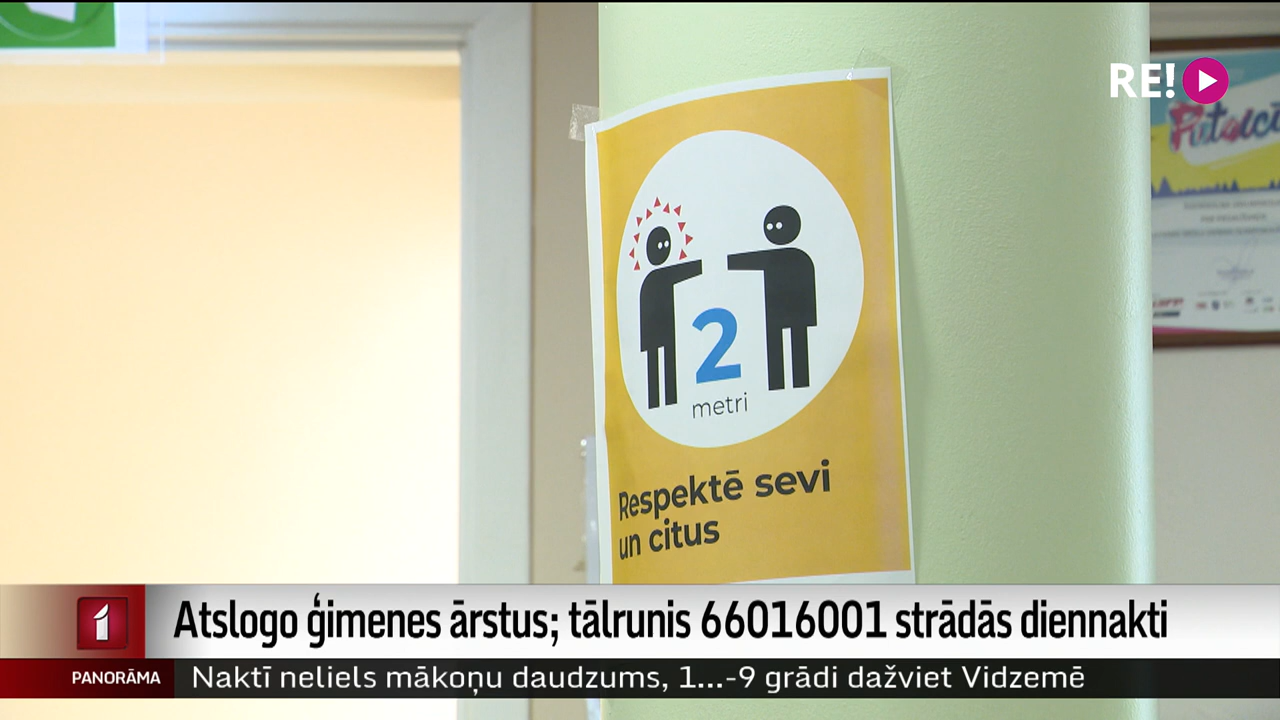 RE!
2
metri
Respektē sevi
un citus
1
Atslogo ģimenes ārstus; tālrunis 66016001 strādās diennakti
PANORĀMA
Naktī neliels mākoņu daudzums, 1...-9 grādi dažviet Vidzemē